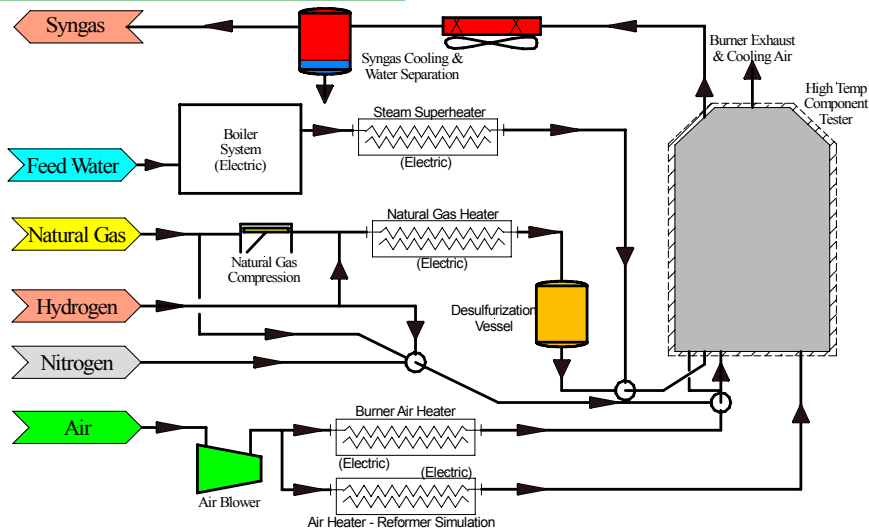 Syngas
Syngas Cooling &
Water Separation
Burner Exhaust
& Cooling Air
High Temp
Component
Tester
Boiler
System
(Electric)
Steam Superheater
(Electric)
Feed Water
Natural Gas
Natural Gas
Compression
Natural Gas Heater
(Electric)
Hydrogen
Desulfurization
Vessel
Nitrogen
Air
Air Blower
Burner Air Heater
(Electric)
(Electric)
Air Heater - Reformer Simulation